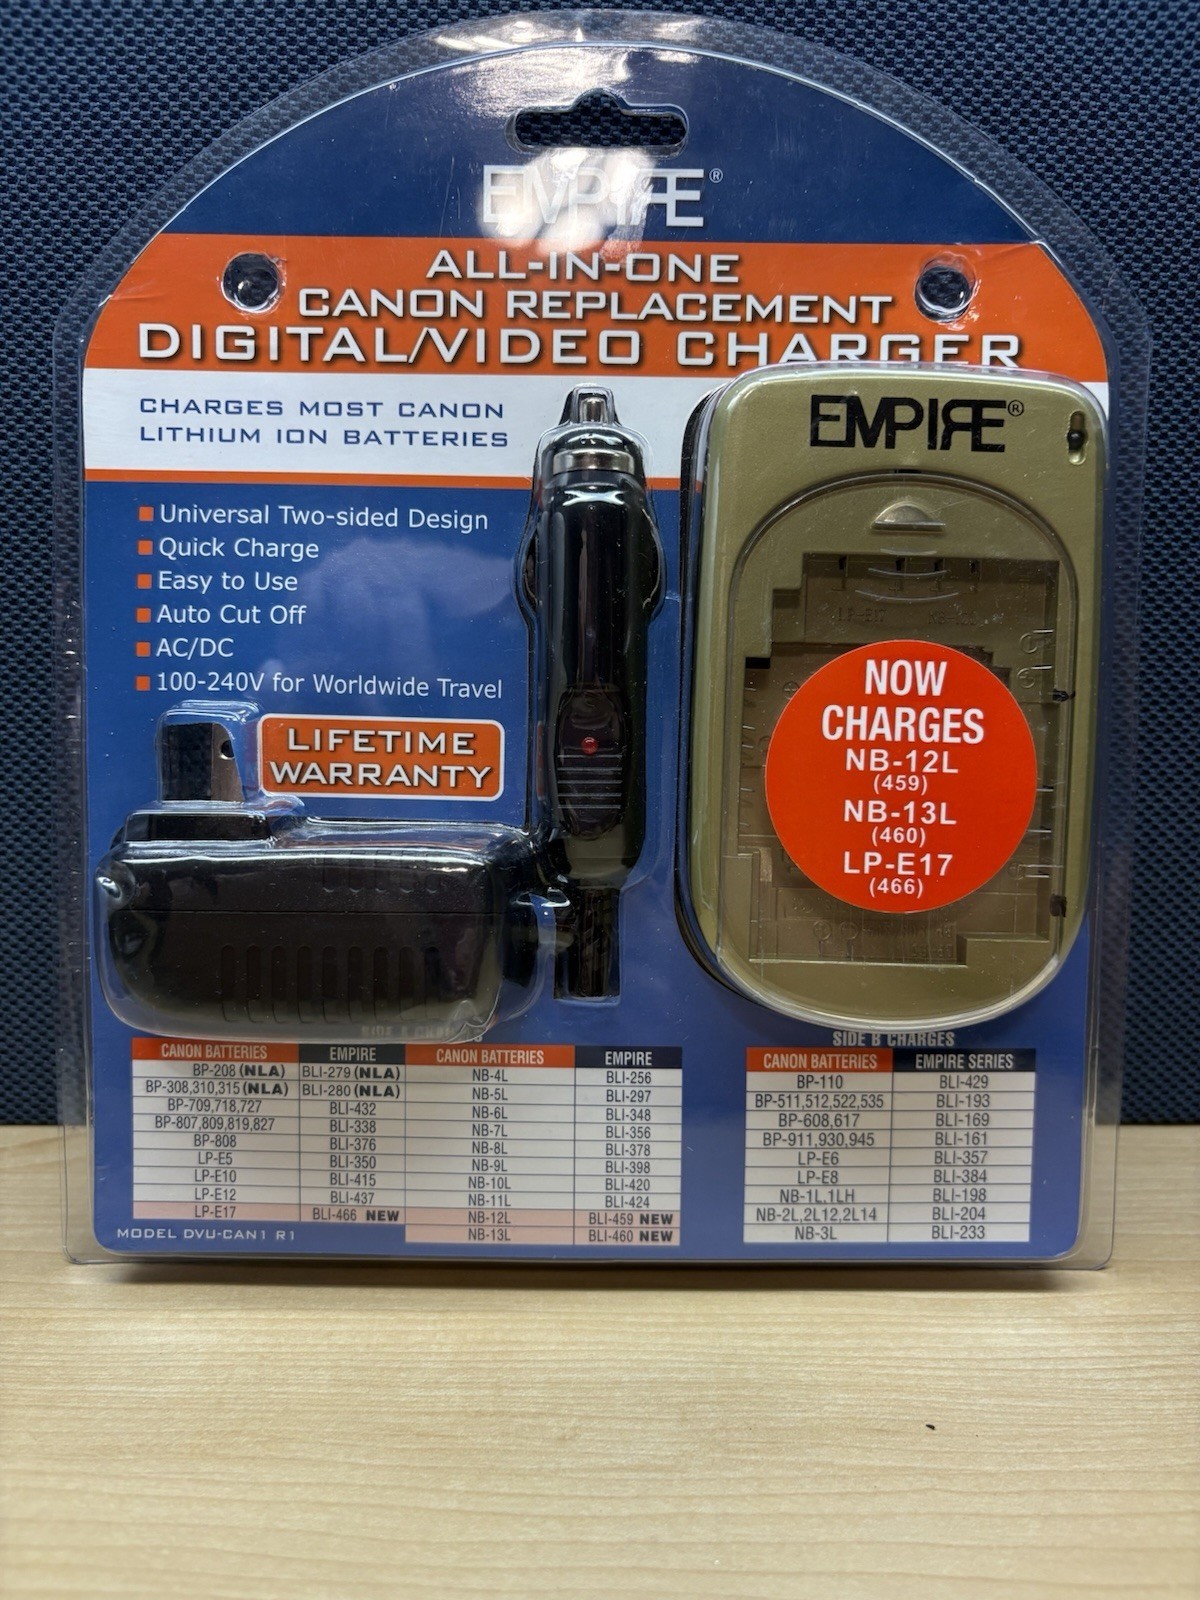 EMPIRE®
ALL-IN-ONE
CANON REPLACEMENT
DIGITAL/VIDEO CHARGER
CHARGES MOST CANON
LITHIUM ION BATTERIES
Universal Two-sided Design
Quick Charge
Easy to Use
Auto Cut Off
AC/DC
100-240V for Worldwide Travel
LIFETIME
WARRANTY
EMPIRE®
NOW
CHARGES
NB-12L
(459)
NB-13L
(460)
LP-E17
(466)
CANON BATTERIES EMPIRE CANON BATTERIES EMPIRE
BP-208 (NLA) BLI-279 (NLA) NB-4L BLI-256
BP-308,310,315 (NLA) BLI-280 (NLA) NB-5L BLI-297
BP-709,718,727 BLI-432 NB-6L BLI-348
BP-807,809,819,827 BLI-338 NB-7L BLI-356
BP-808 BLI-376 NB-8L BLI-378
LP-E5 BLI-350 NB-9L BLI-398
LP-E10 BLI-415 NB-10L BLI-420
LP-E12 BLI-437 NB-11L BLI-424
LP-E17 BLI-466 NEW NB-12L BLI-459 NEW
NB-13L BLI-460 NEW
SIDE B CHARGES
CANON BATTERIES EMPIRE SERIES
BP-110 BLI-429
BP-511,512,522,535 BLI-193
BP-608,617 BLI-169
BP-911,930,945 BLI-161
LP-E6 BLI-357
LP-E8 BLI-384
NB-1L,1LH BLI-198
NB-2L,2L12,2L14 BLI-204
NB-3L BLI-233
MODEL DVU-CAN1 R1